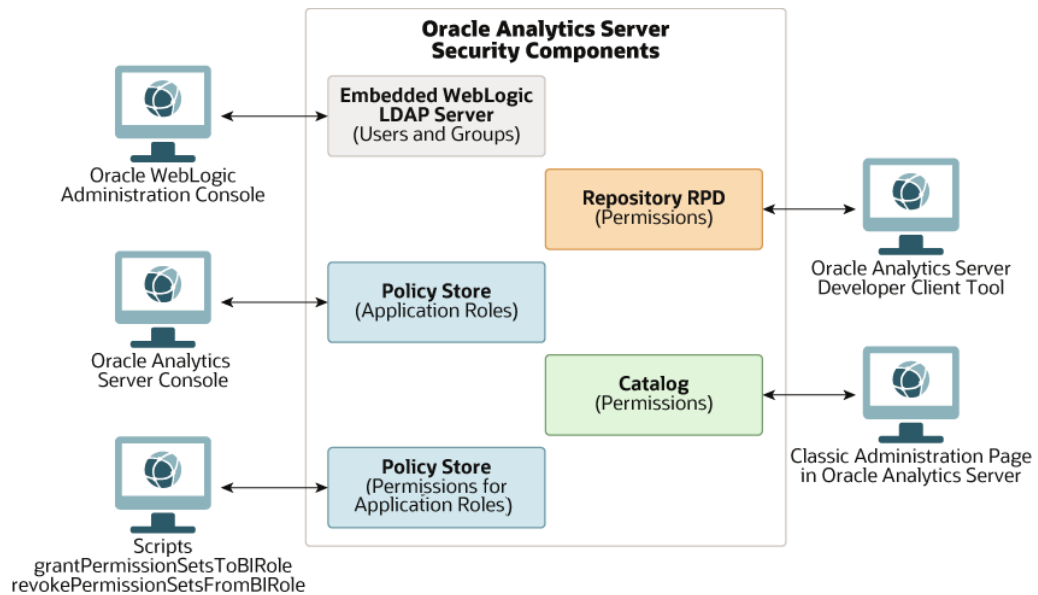 Oracle Analytics Server
Security Components
Embedded WebLogic
LDAP Server
(Users and Groups)
Oracle WebLogic
Administration Console
Repository RPD
(Permissions)
Oracle Analytics Server
Developer Client Tool
Policy Store
(Application Roles)
Oracle Analytics
Server Console
Catalog
(Permissions)
Classic Administration Page
in Oracle Analytics Server
Policy Store
(Permissions for
Application Roles)
Scripts
grantPermissionSetsToBIRole
revokePermissionSetsFromBIRole